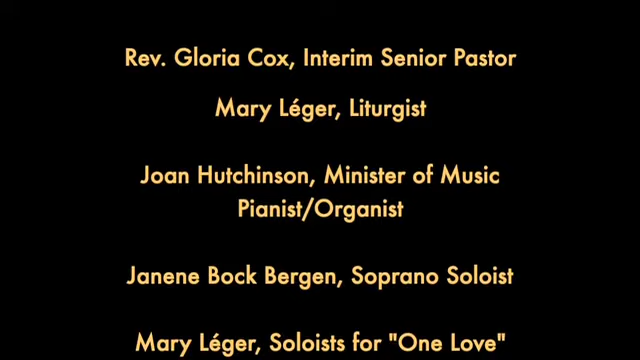 Rev. Gloria Cox, Interim Senior Pastor
Mary Léger, Liturgist
Joan Hutchinson, Minister of Music
Pianist/Organist
Janene Bock Bergen, Soprano Soloist
Mary Léger, Soloists for "One Love"